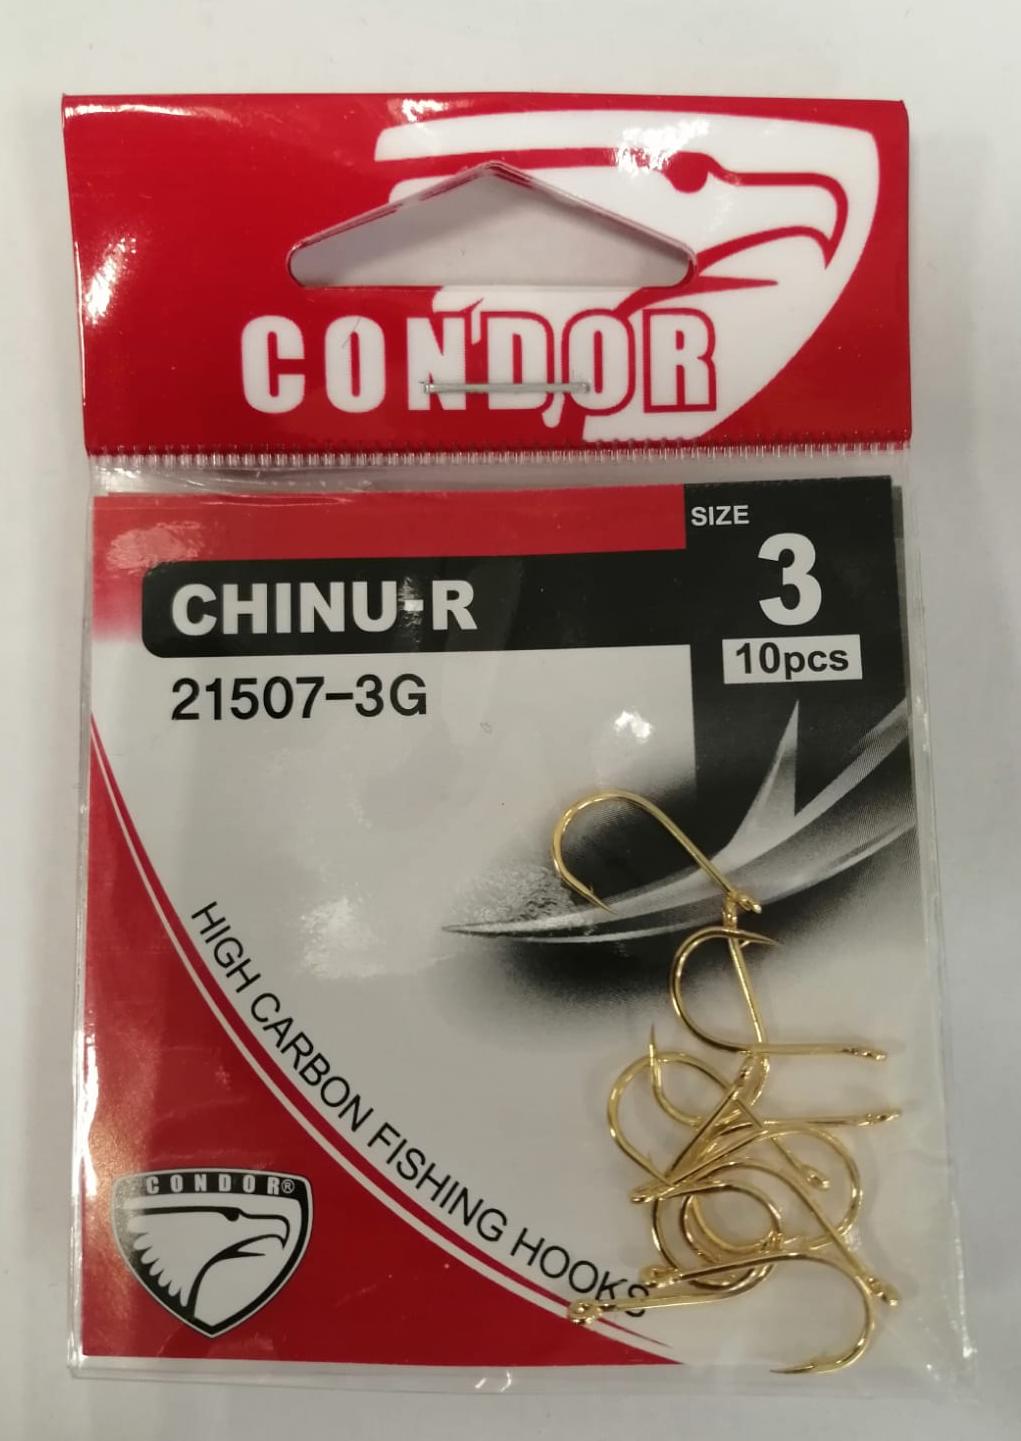 CONDOR
SIZE
3
10pcs
CHINU-R
21507-3G
HIGH CARBON FISHING HOOKS
CONDOR®